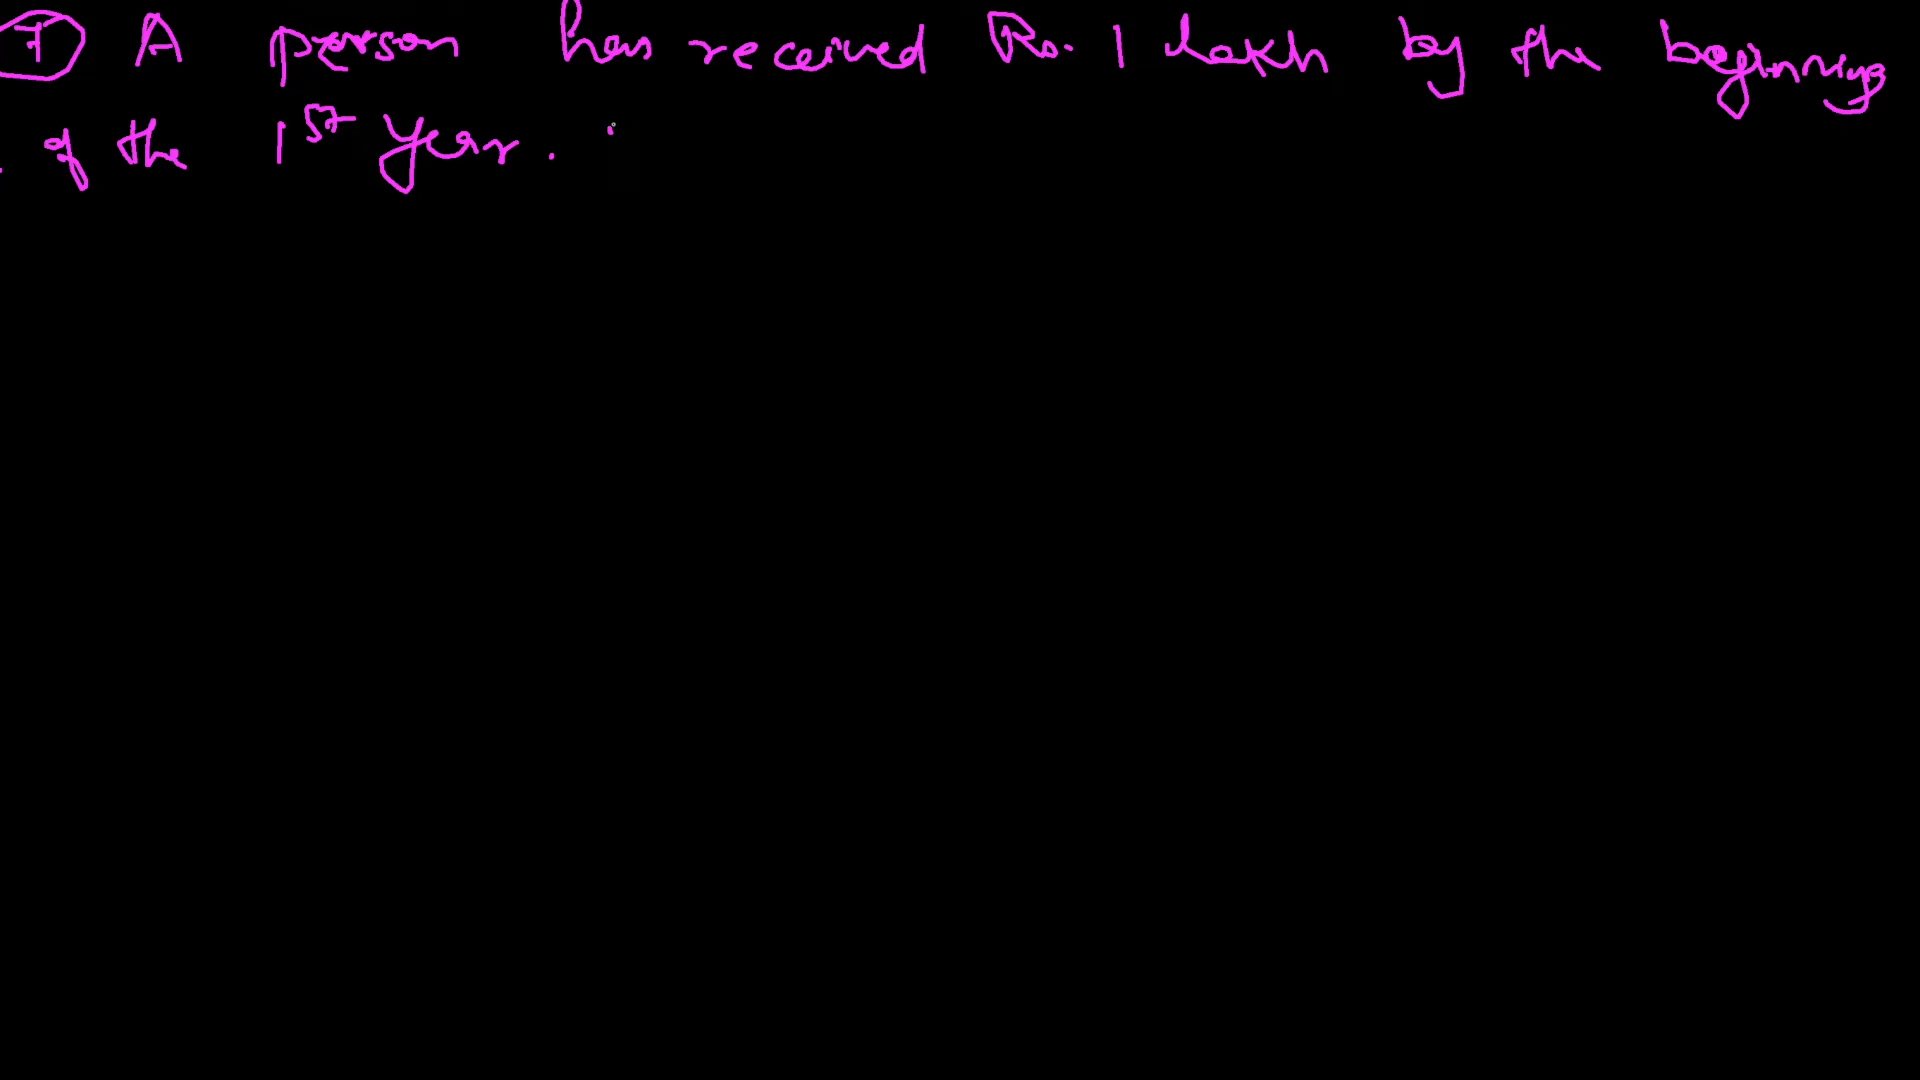 7 A person has received Rs. 1 lakh by the beginning
of the 1st year.